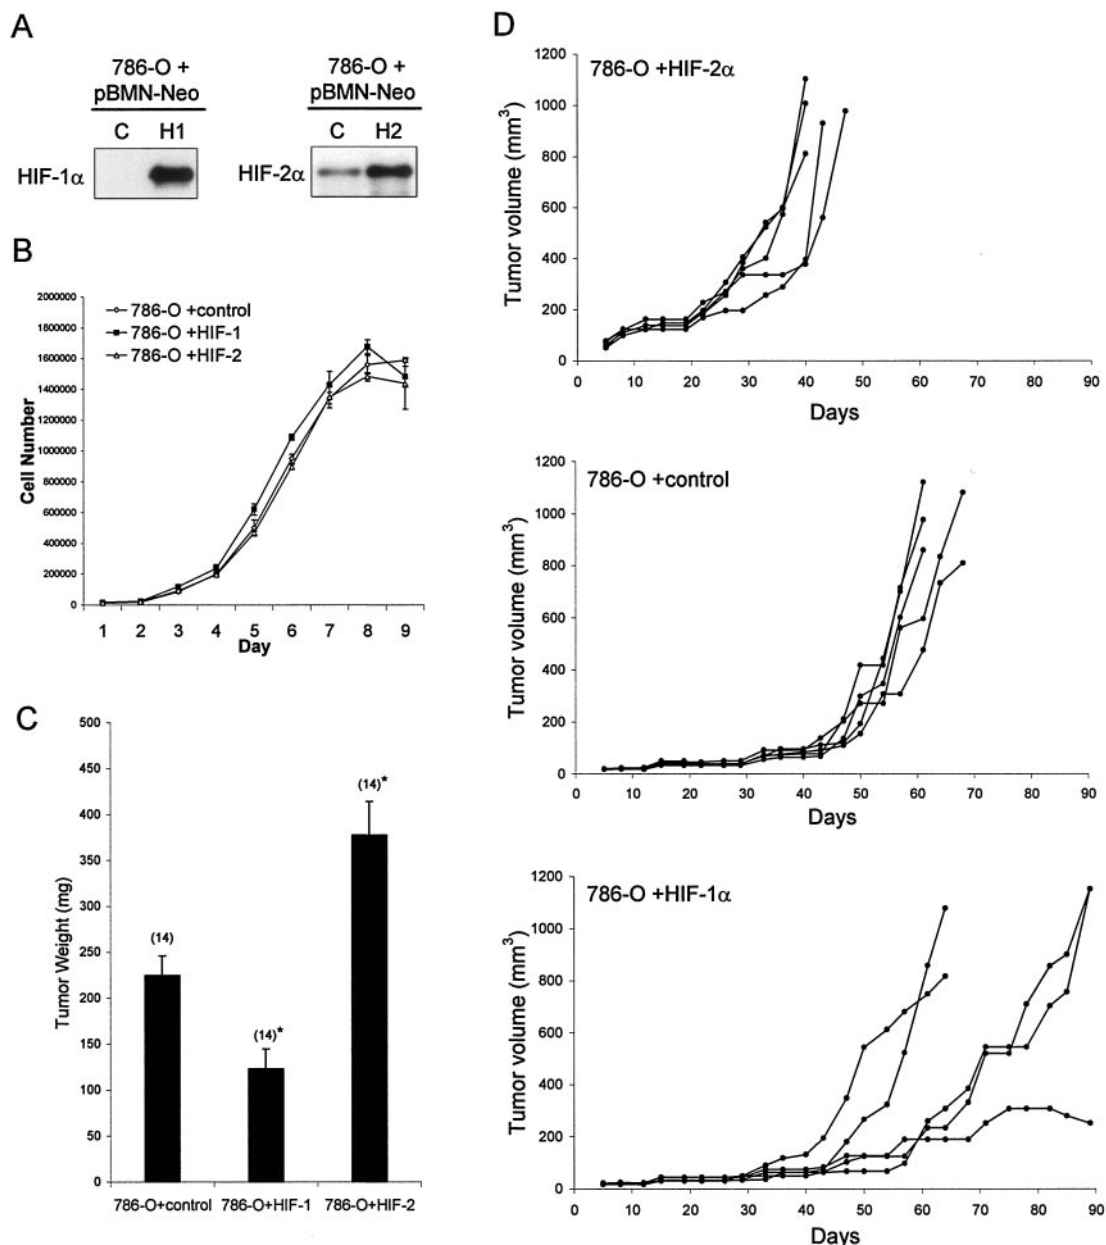 A
786-O +
pBMN-Neo
C H1
HIF-1α
786-O +
pBMN-Neo
C H2
HIF-2α
B
2000000
1800000
1600000
1400000
1200000
1000000
800000
600000
400000
200000
0
Cell Number
786-O +control
786-O +HIF-1
786-O +HIF-2
1 2 3 4 5 6 7 8 9
Day
C
500
450
400
350
300
250
200
150
100
50
0
Tumor Weight (mg)
(14)
(14)*
(14)*
786-O+control 786-O+HIF-1 786-O+HIF-2
D
786-O +HIF-2α
1200
1000
800
600
400
200
0
Tumor volume (mm³)
0 10 20 30 40 50 60 70 80 90
Days
786-O +control
1200
1000
800
600
400
200
0
Tumor volume (mm³)
0 10 20 30 40 50 60 70 80 90
Days
786-O +HIF-1α
1200
1000
800
600
400
200
0
Tumor volume (mm³)
0 10 20 30 40 50 60 70 80 90
Days